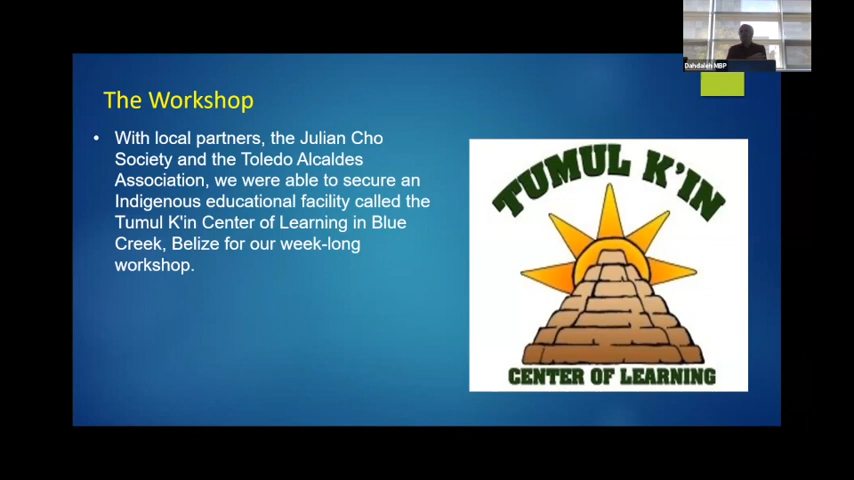 Dahdaleh MBP
The Workshop
• With local partners, the Julian Cho
Society and the Toledo Alcaldes
Association, we were able to secure an
Indigenous educational facility called the
Tumul K'in Center of Learning in Blue
Creek, Belize for our week-long
workshop.
TUMUL K'IN
CENTER OF LEARNING